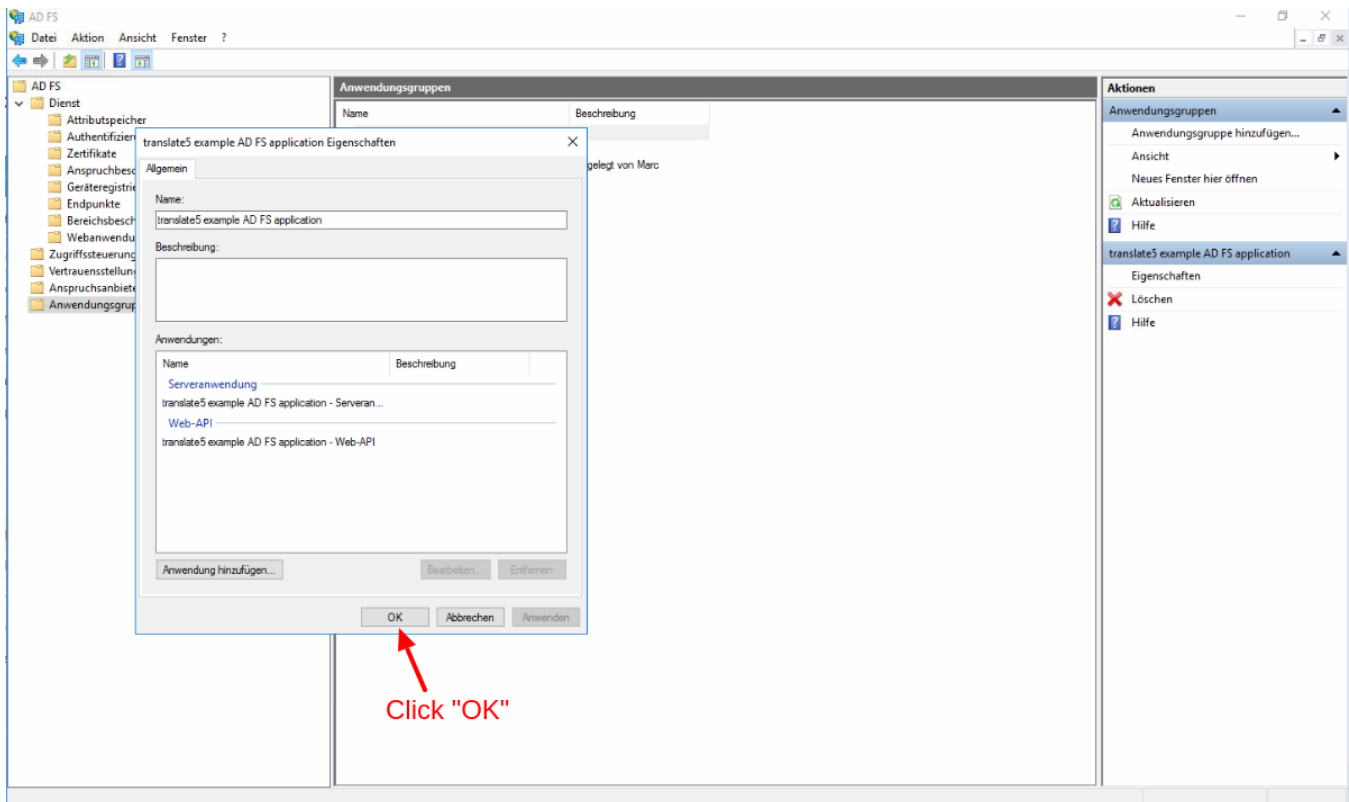 AD FS
Datei Aktion Ansicht Fenster ?
AD FS
Dienst
Attributspeicher
Authentifizier
Zertifikate
Anspruchbesc
Geräteregistrie
Endpunkte
Bereichsbesch
Webanwendu
Zugriffssteuerung
Vertrauensstellun
Anspruchsanbiete
Anwendungsgrup
Anwendungsgruppen
Name Beschreibung
gelegt von Marc
translate5 example AD FS application Eigenschaften
Allgemein
Name:
translate5 example AD FS application
Beschreibung:
Anwendungen:
Name Beschreibung
Serveranwendung
translate5 example AD FS application - Serveran...
Web-API
translate5 example AD FS application - Web-API
Anwendung hinzufügen... Bearbeiten... Entfernen
OK Abbrechen Anwenden
Click "OK"
Aktionen
Anwendungsgruppen
Anwendungsgruppe hinzufügen...
Ansicht
Neues Fenster hier öffnen
Aktualisieren
Hilfe
translate5 example AD FS application
Eigenschaften
Löschen
Hilfe